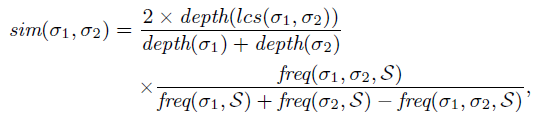 sim(σ₁, σ₂) = 2 × depth(lcs(σ₁, σ₂)) / depth(σ₁) + depth(σ₂)
× freq(σ₁, σ₂, 𝒮) / freq(σ₁, 𝒮) + freq(σ₂, 𝒮) − freq(σ₁, σ₂, 𝒮) ,